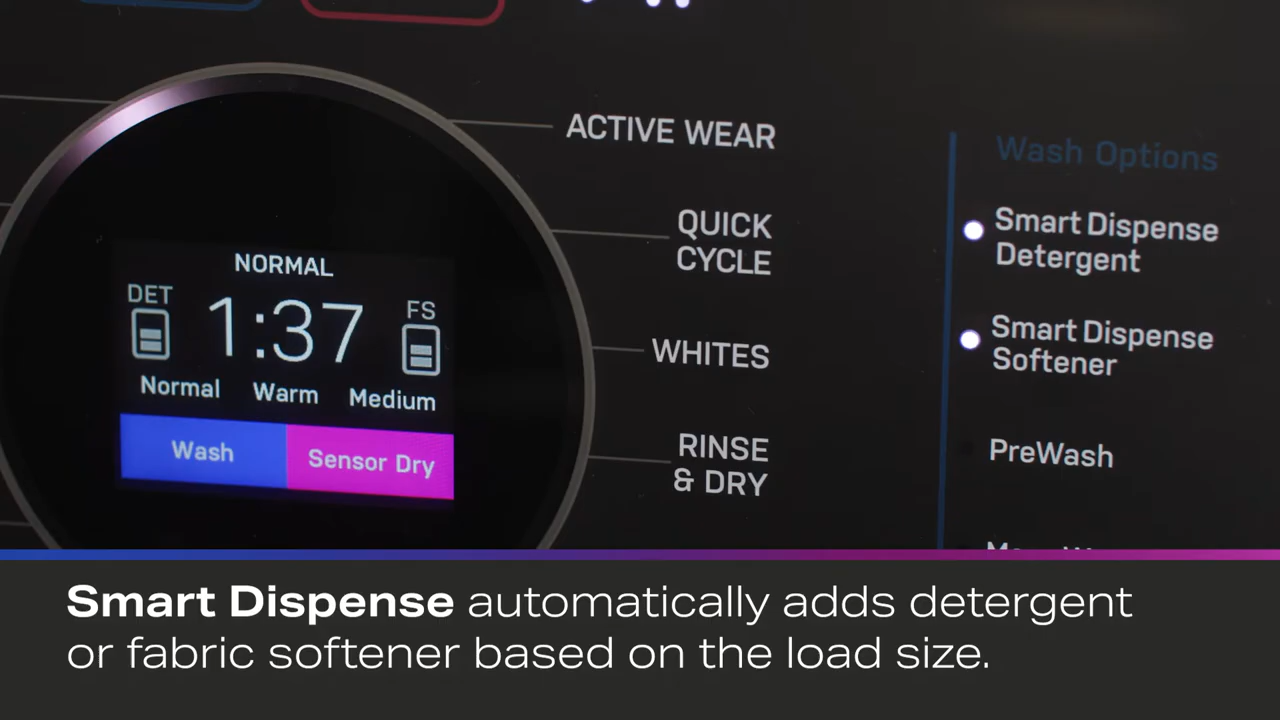 NORMAL
DET
1:37
FS
Normal Warm Medium
Wash
Sensor Dry
ACTIVE WEAR
QUICK
CYCLE
WHITES
RINSE
& DRY
Wash Options
Smart Dispense
Detergent
Smart Dispense
Softener
PreWash
Smart Dispense automatically adds detergent
or fabric softener based on the load size.